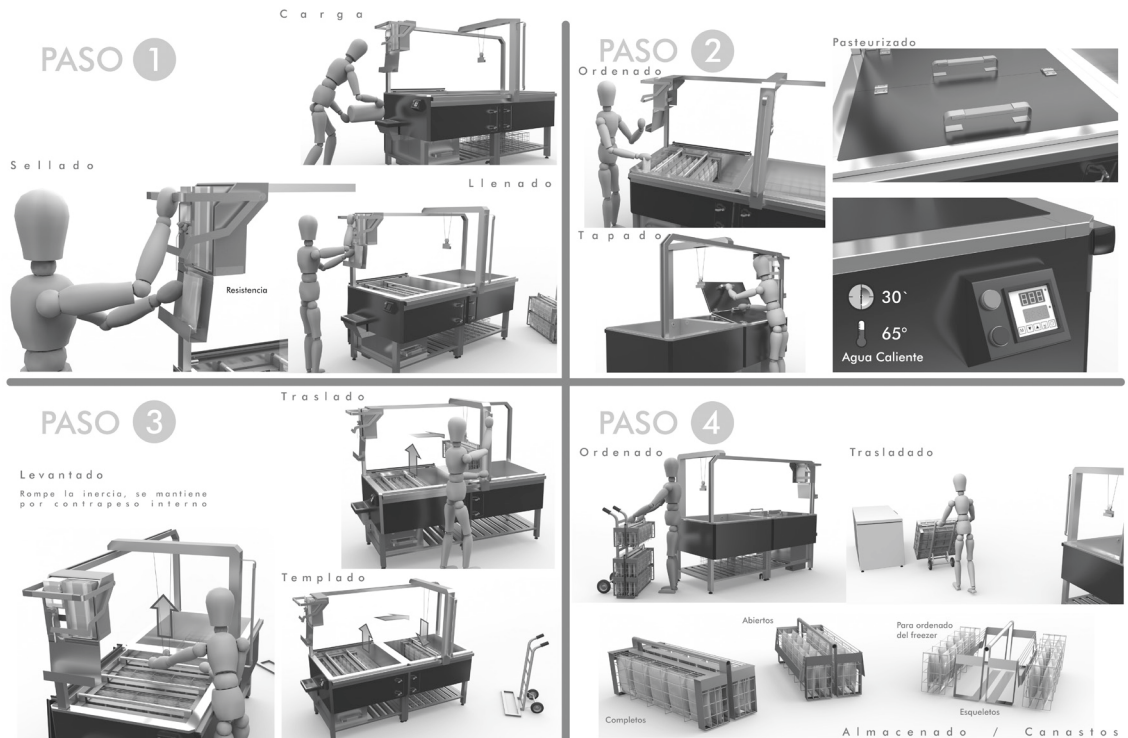 PASO 1
Carga
Sellado
Resistencia
Llenado
PASO 2
Ordenado
Pasteurizado
Tapado
30`
65°
Agua Caliente
PASO 3
Levantado
Rompe la inercia, se mantiene
por contrapeso interno
Traslado
Templado
PASO 4
Ordenado
Trasladado
Completos
Abiertos
Para ordenado
del freezer
Esqueletos
Almacenado / Canastos